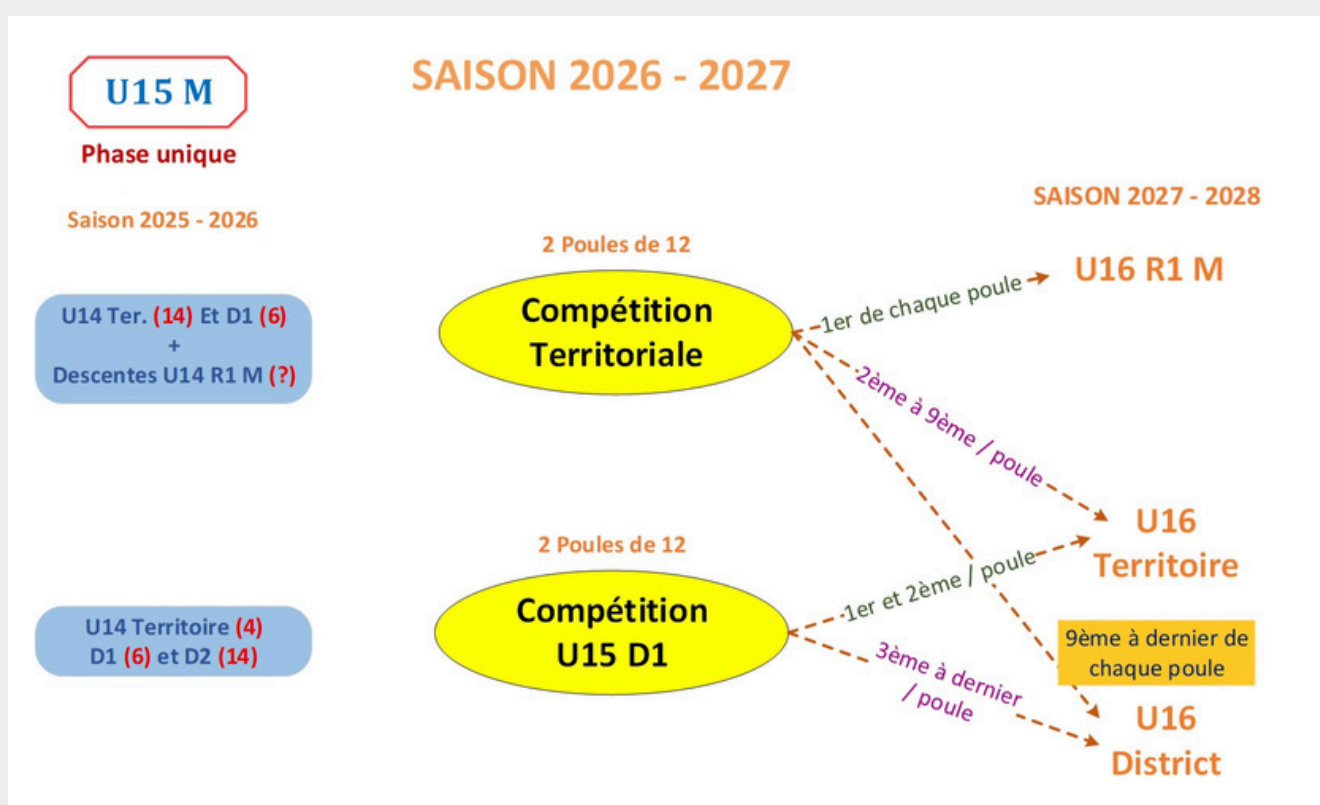 U15 M
SAISON 2026 - 2027
Phase unique
Saison 2025 - 2026
SAISON 2027 - 2028
2 Poules de 12
U16 R1 M
U14 Ter. (14) Et D1 (6)
+
Descentes U14 R1 M (?)
Compétition
Territoriale
1er de chaque poule
2ème à 9ème / poule
2 Poules de 12
U16
Territoire
U14 Territoire (4)
D1 (6) et D2 (14)
Compétition
U15 D1
1er et 2ème / poule
3ème à dernier
/ poule
9ème à dernier de
chaque poule
U16
District